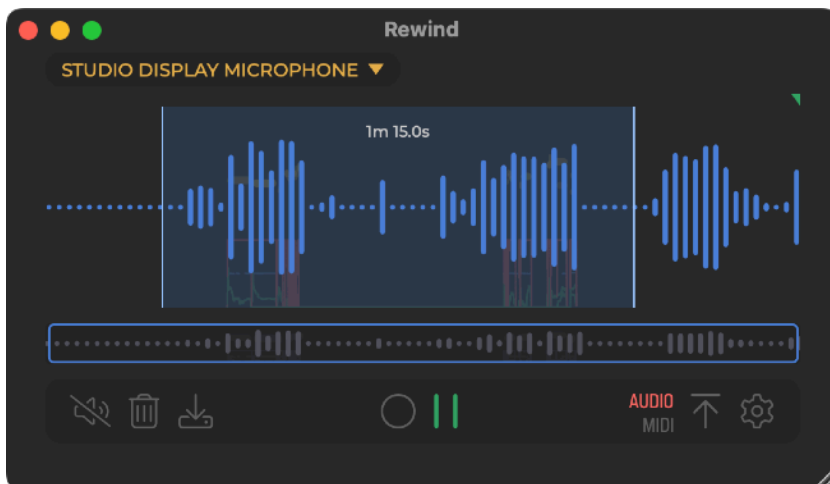 Rewind
STUDIO DISPLAY MICROPHONE
1m 15.0s
AUDIO
MIDI